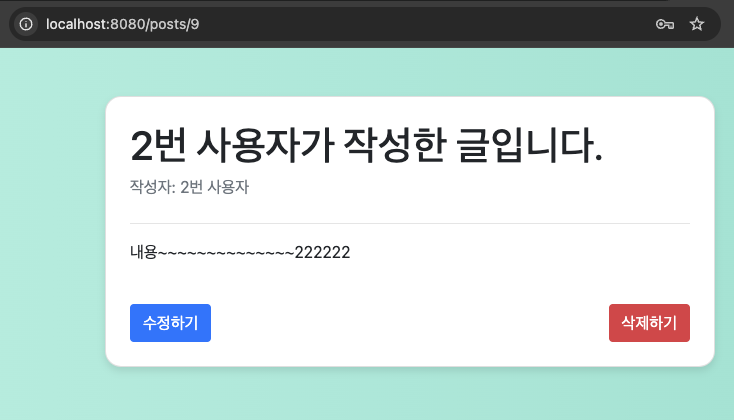 localhost:8080/posts/9
2번 사용자가 작성한 글입니다.
작성자: 2번 사용자
내용~~~~~~~~~~~~~~222222
수정하기 삭제하기